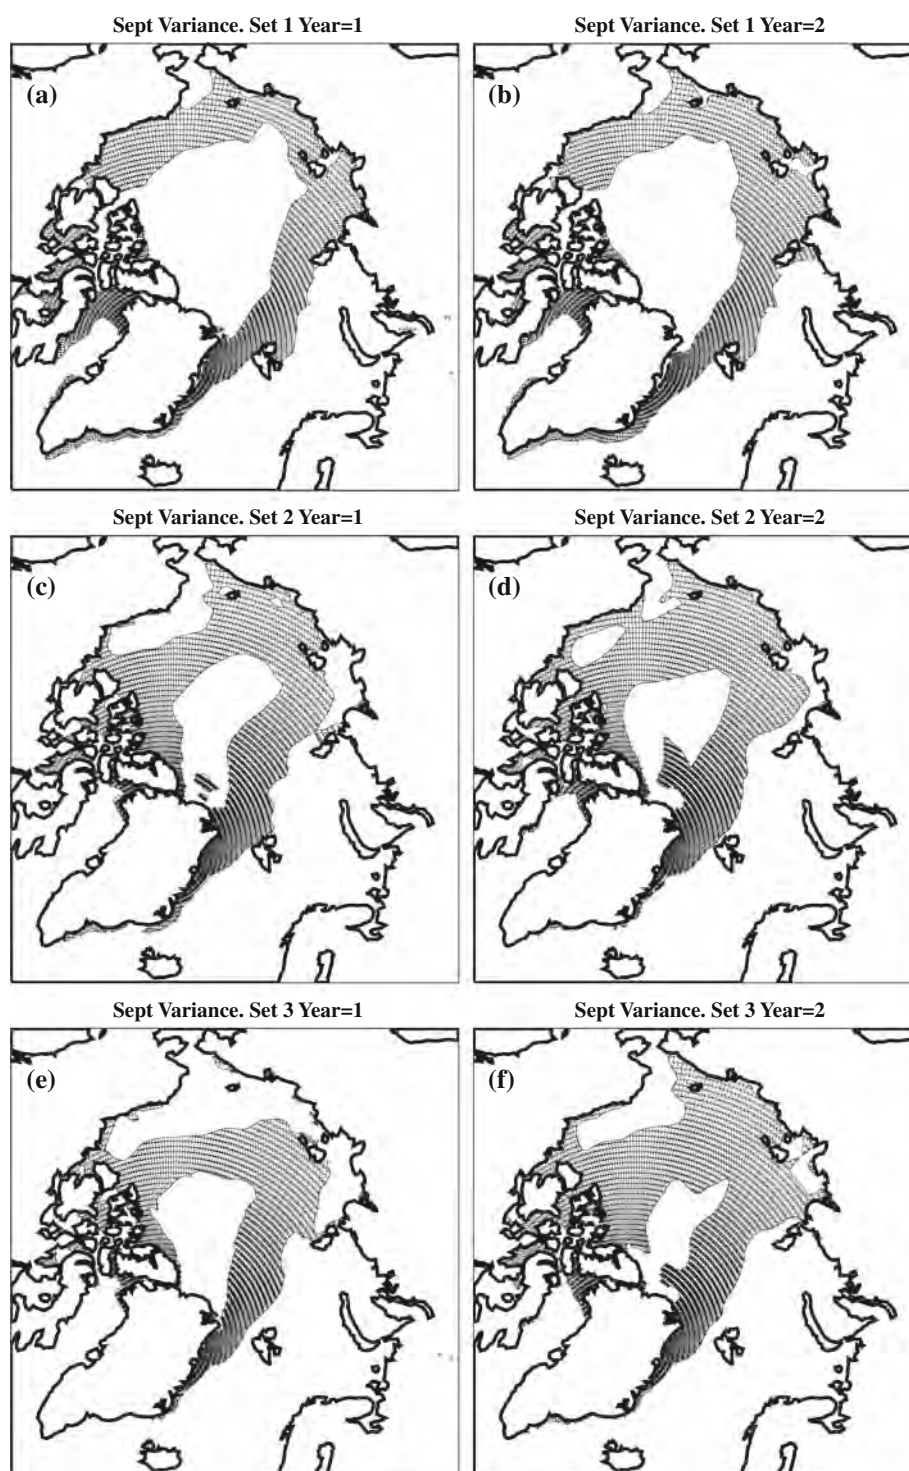 Sept Variance. Set 1 Year=1
Sept Variance. Set 1 Year=2
(a)
(b)
Sept Variance. Set 2 Year=1
Sept Variance. Set 2 Year=2
(c)
(d)
Sept Variance. Set 3 Year=1
Sept Variance. Set 3 Year=2
(e)
(f)